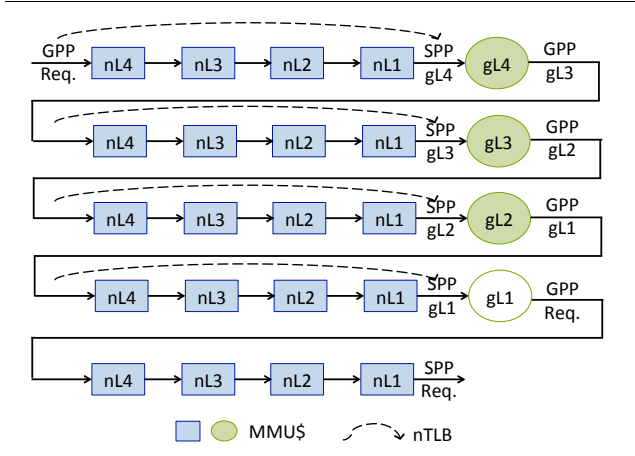 GPP Req. nL4 nL3 nL2 nL1 SPP gL4 gL4 GPP gL3
nL4 nL3 nL2 nL1 SPP gL3 gL3 GPP gL2
nL4 nL3 nL2 nL1 SPP gL2 gL2 GPP gL1
nL4 nL3 nL2 nL1 SPP gL1 gL1 GPP Req.
nL4 nL3 nL2 nL1 SPP Req.
MMU$ nTLB